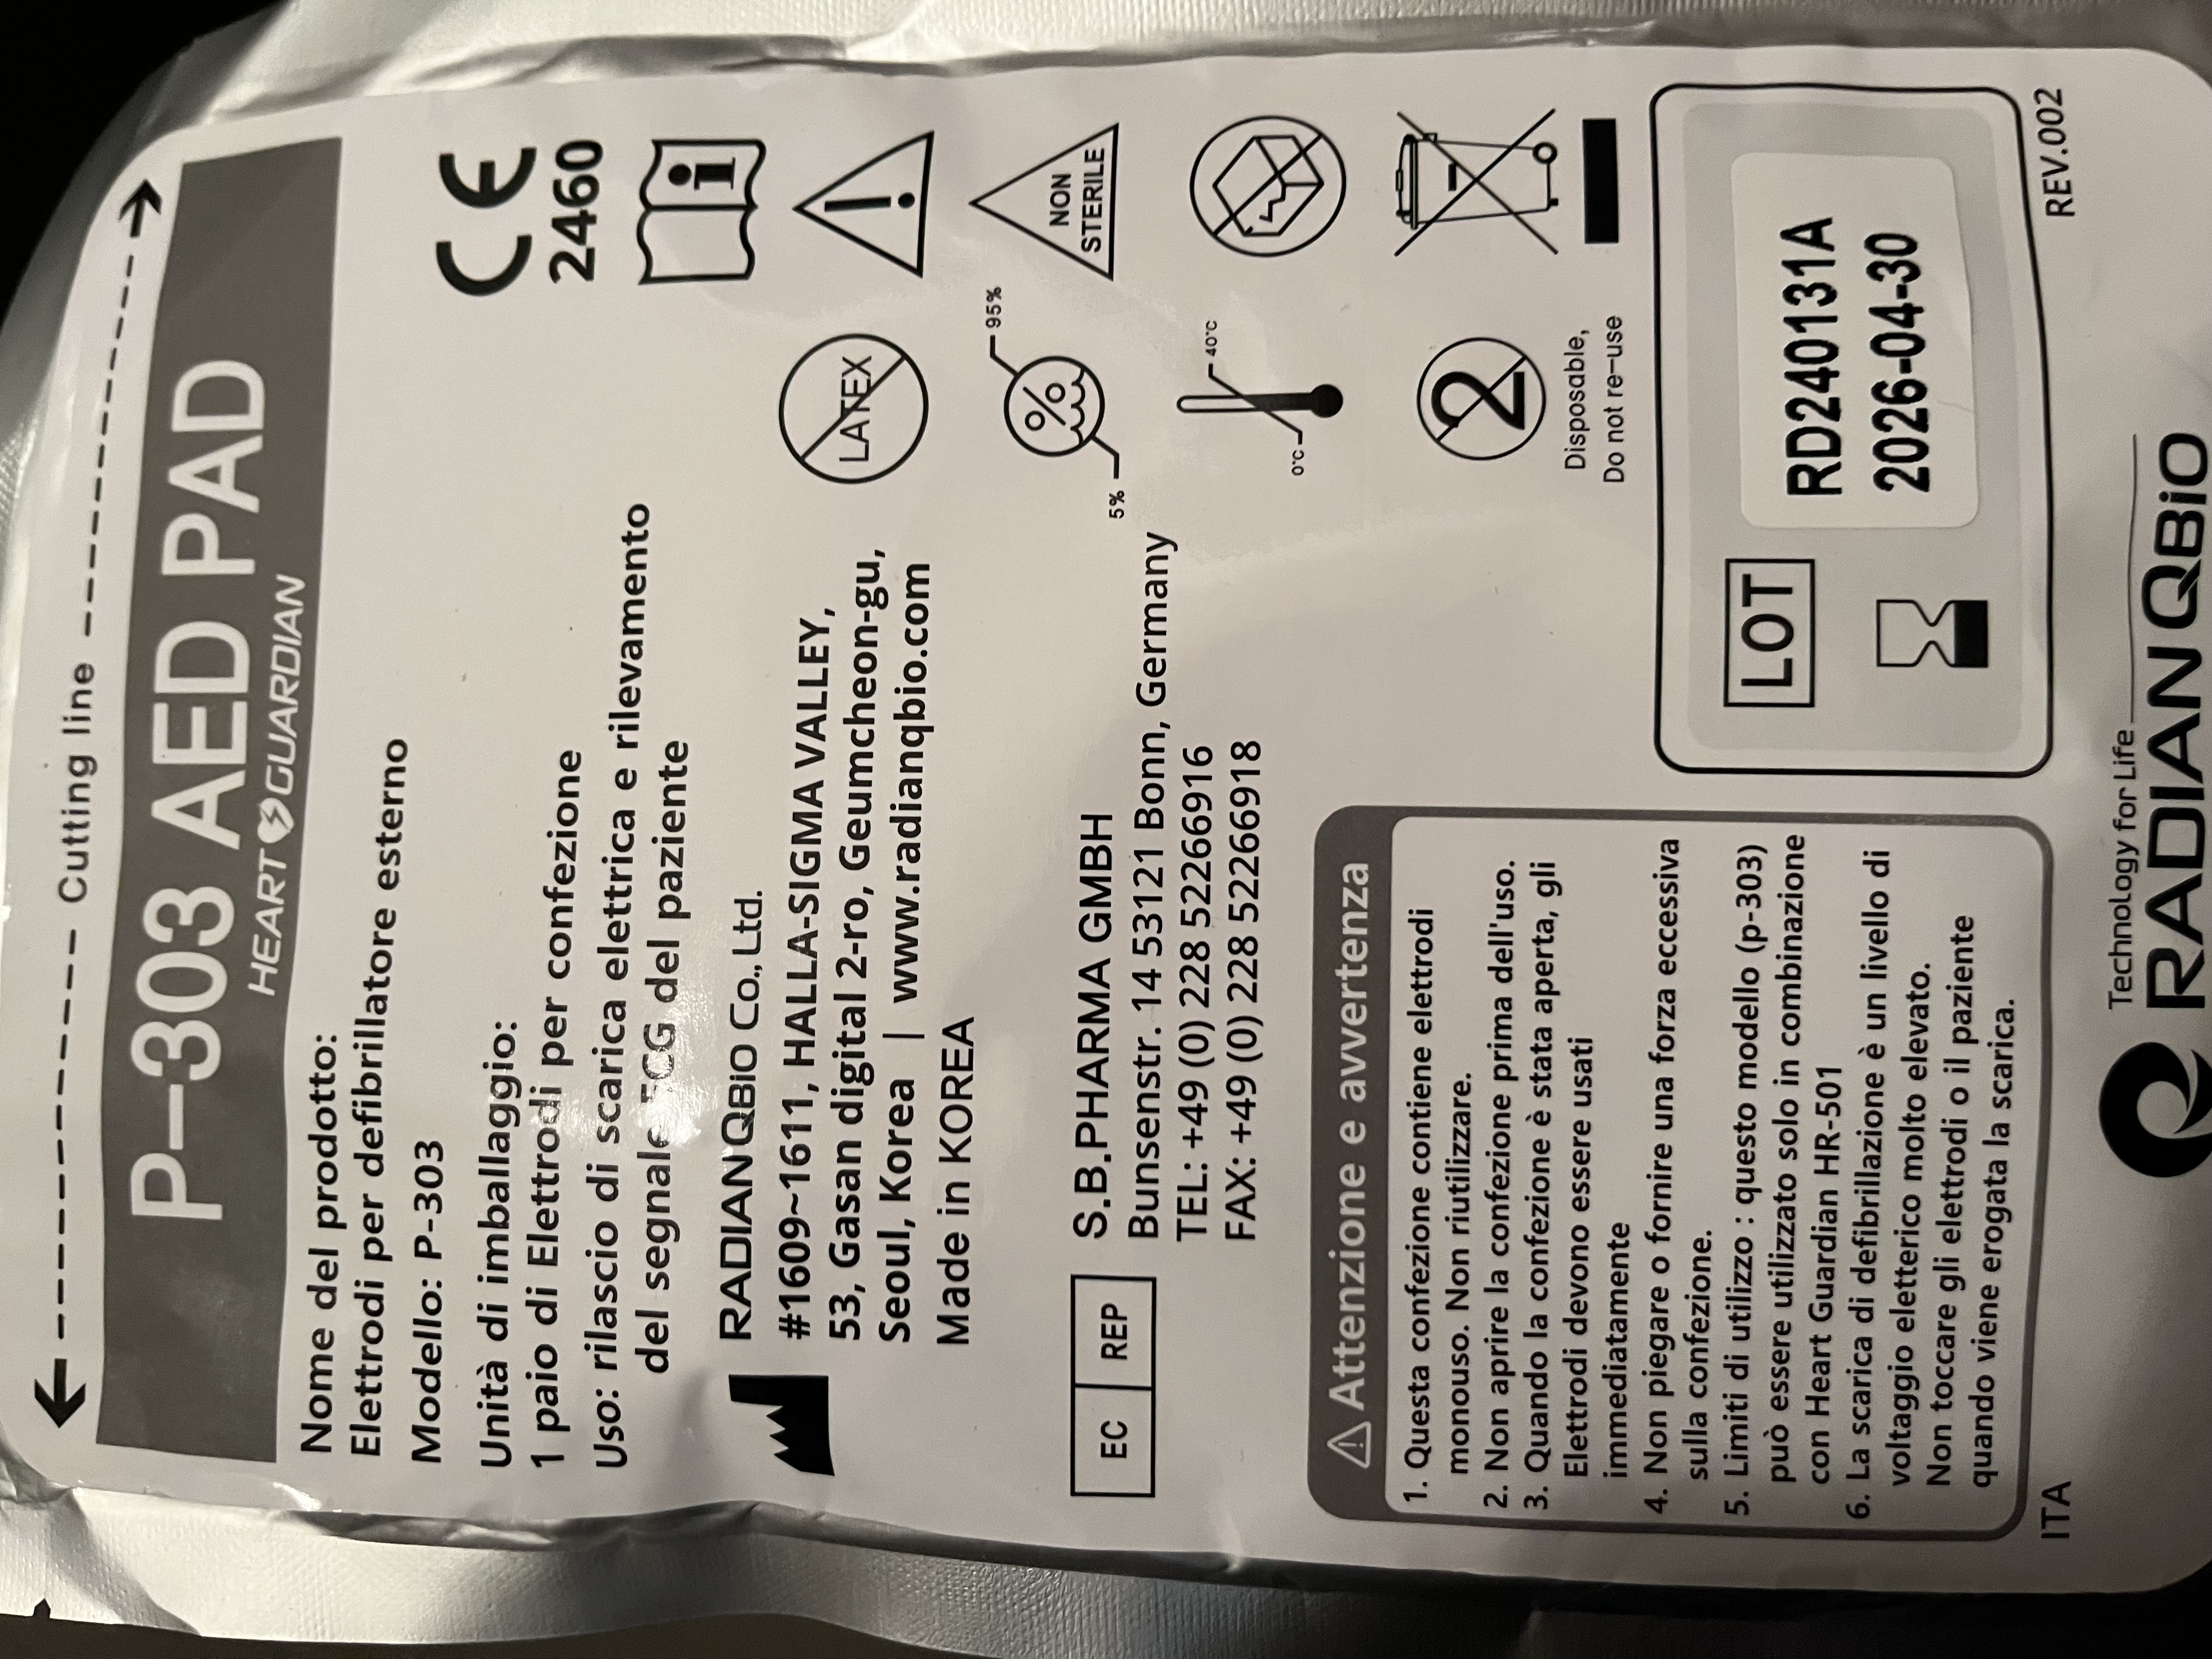 Cutting line
P-303 AED PAD
HEART GUARDIAN
Nome del prodotto:
Elettrodi per defibrillatore esterno
Modello: P-303
Unità di imballaggio:
1 paio di Elettrodi per confezione
Uso: rilascio di scarica elettrica e rilevamento
del segnale ECG del paziente
RADIANQBIO Co., Ltd.
#1609~1611, HALLA-SIGMA VALLEY,
53, Gasan digital 2-ro, Geumcheon-gu,
Seoul, Korea | www.radianqbio.com
Made in KOREA
EC REP
S.B.PHARMA GMBH
Bunsenstr. 14 53121 Bonn, Germany
TEL: +49 (0) 228 522666916
FAX: +49 (0) 228 522666918
CE
2460
i
!
LATEX
NON
STERILE
%
95%
5%
40°C
0°C
2
Disposable,
Do not re-use
⚠ Attenzione e avvertenza
1. Questa confezione contiene elettrodi
monouso. Non riutilizzare.
2. Non aprire la confezione prima dell'uso.
3. Quando la confezione è stata aperta, gli
Elettrodi devono essere usati
immediatamente
4. Non piegare o fornire una forza eccessiva
sulla confezione.
5. Limiti di utilizzo : questo modello (p-303)
può essere utilizzato solo in combinazione
con Heart Guardian HR-501
6. La scarica di defibrillazione è un livello di
voltaggio eletterico molto elevato.
Non toccare gli elettrodi o il paziente
quando viene erogata la scarica.
LOT
RD240131A
2026-04-30
ITA
REV.002
Technology for Life
RADIANQBiO